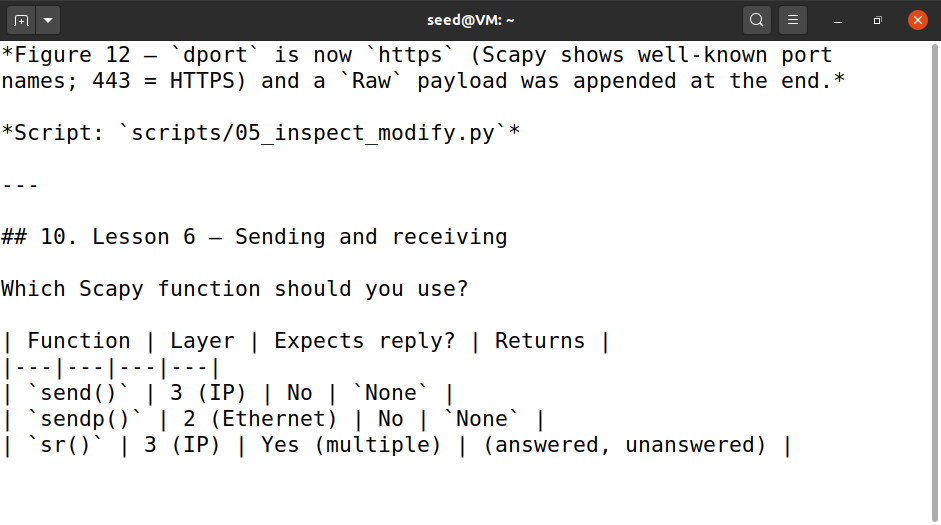 seed@VM: ~
*Figure 12 — `dport` is now `https` (Scapy shows well-known port
names; 443 = HTTPS) and a `Raw` payload was appended at the end.*
*Script: `scripts/05_inspect_modify.py`*
---
## 10. Lesson 6 — Sending and receiving
Which Scapy function should you use?
| Function | Layer | Expects reply? | Returns |
|---|---|---|---|
| `send()` | 3 (IP) | No | `None` |
| `sendp()` | 2 (Ethernet) | No | `None` |
| `sr()` | 3 (IP) | Yes (multiple) | (answered, unanswered) |